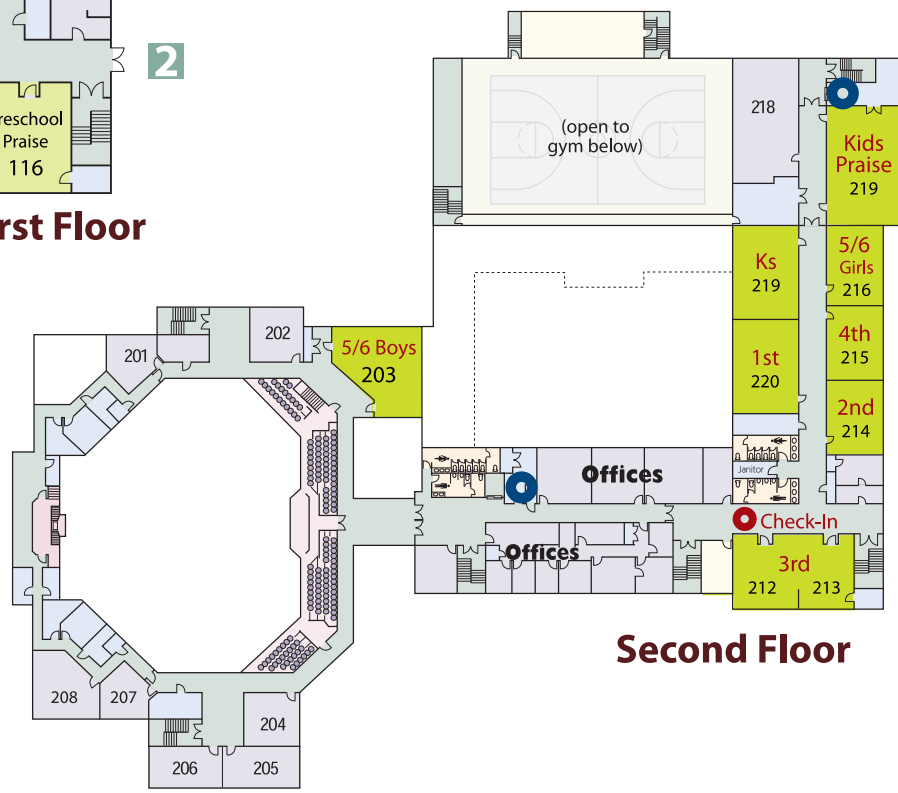 2
reschool
Praise
116
rst Floor
(open to
gym below)
218
Kids
Praise
219
Ks
219
5/6
Girls
216
202
201
5/6 Boys
203
1st
220
4th
215
2nd
214
Offices
Janitor
Check-In
Offices
3rd
212 213
Second Floor
208
207
204
206
205